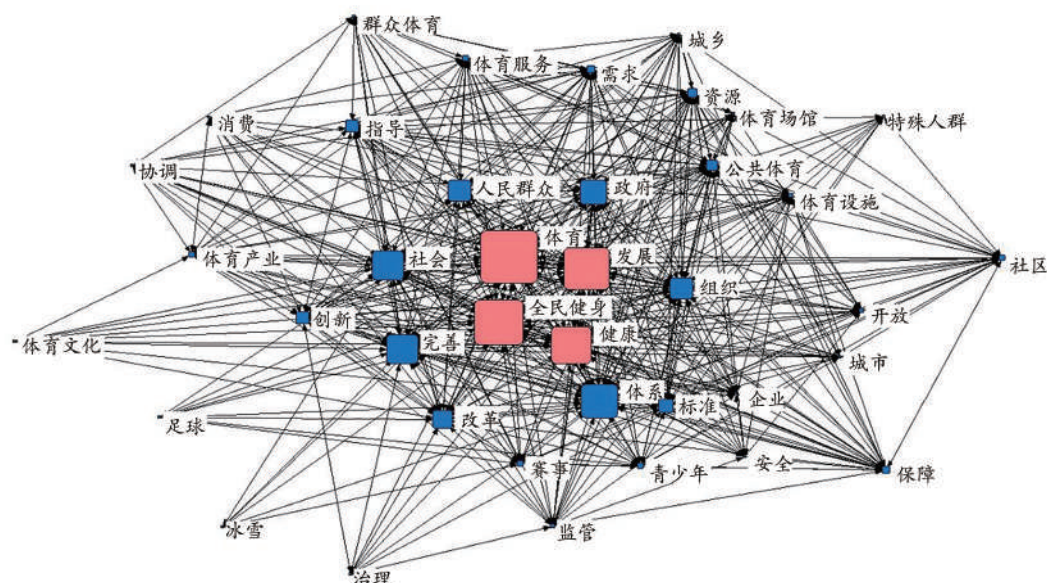 群众体育
城乡
体育服务
需求
资源
体育场馆
特殊人群
消费
指导
协调
公共体育
人民群众
政府
体育设施
体育
体育产业
社会
发展
社区
组织
全民健身
开放
创新
健康
体育文化
完善
城市
体系
标准
企业
足球
改革
赛事
青少年
安全
保障
冰雪
监管
治理